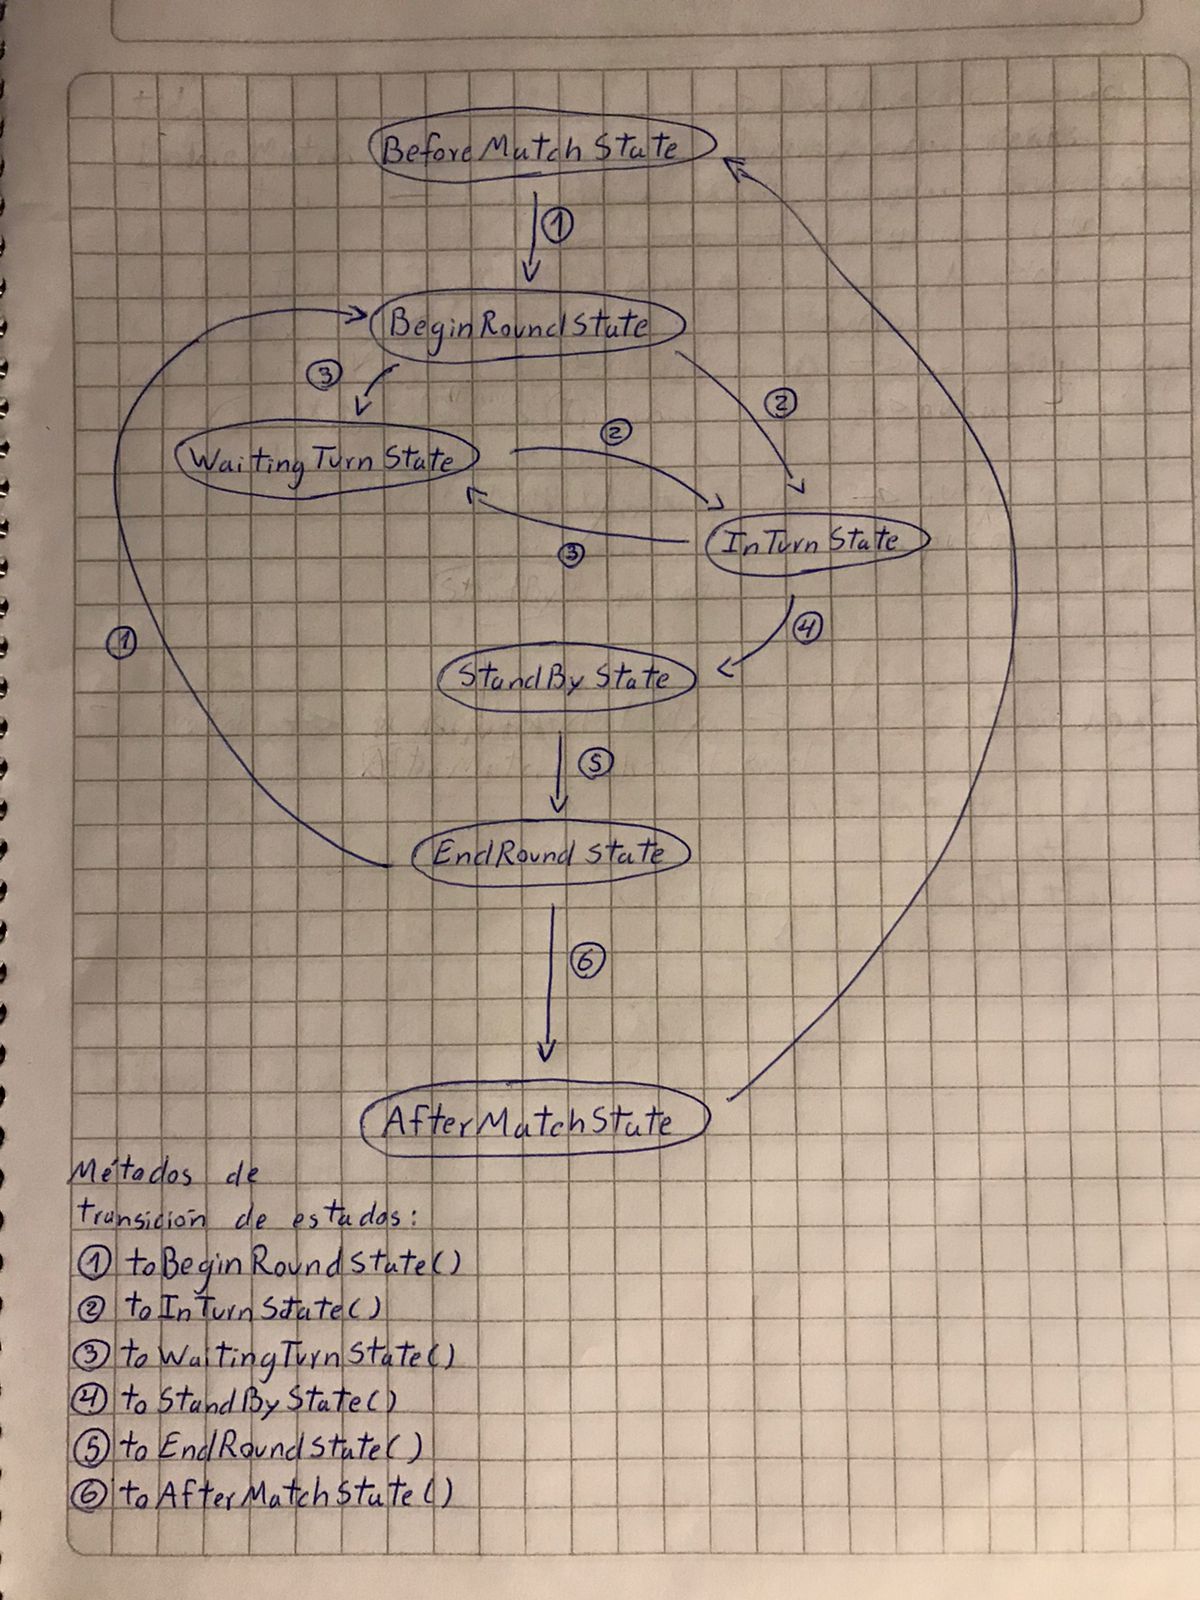 BeforeMatchState
①
BeginRoundState
③
②
WaitingTurnState
②
③
InTurnState
①
④
StandByState
⑤
EndRoundState
⑥
AfterMatchState
Métodos de
transición de estados:
① toBeginRoundState()
② toInTurnState()
③ toWaitingTurnState()
④ toStandByState()
⑤ toEndRoundState()
⑥ toAfterMatchState()